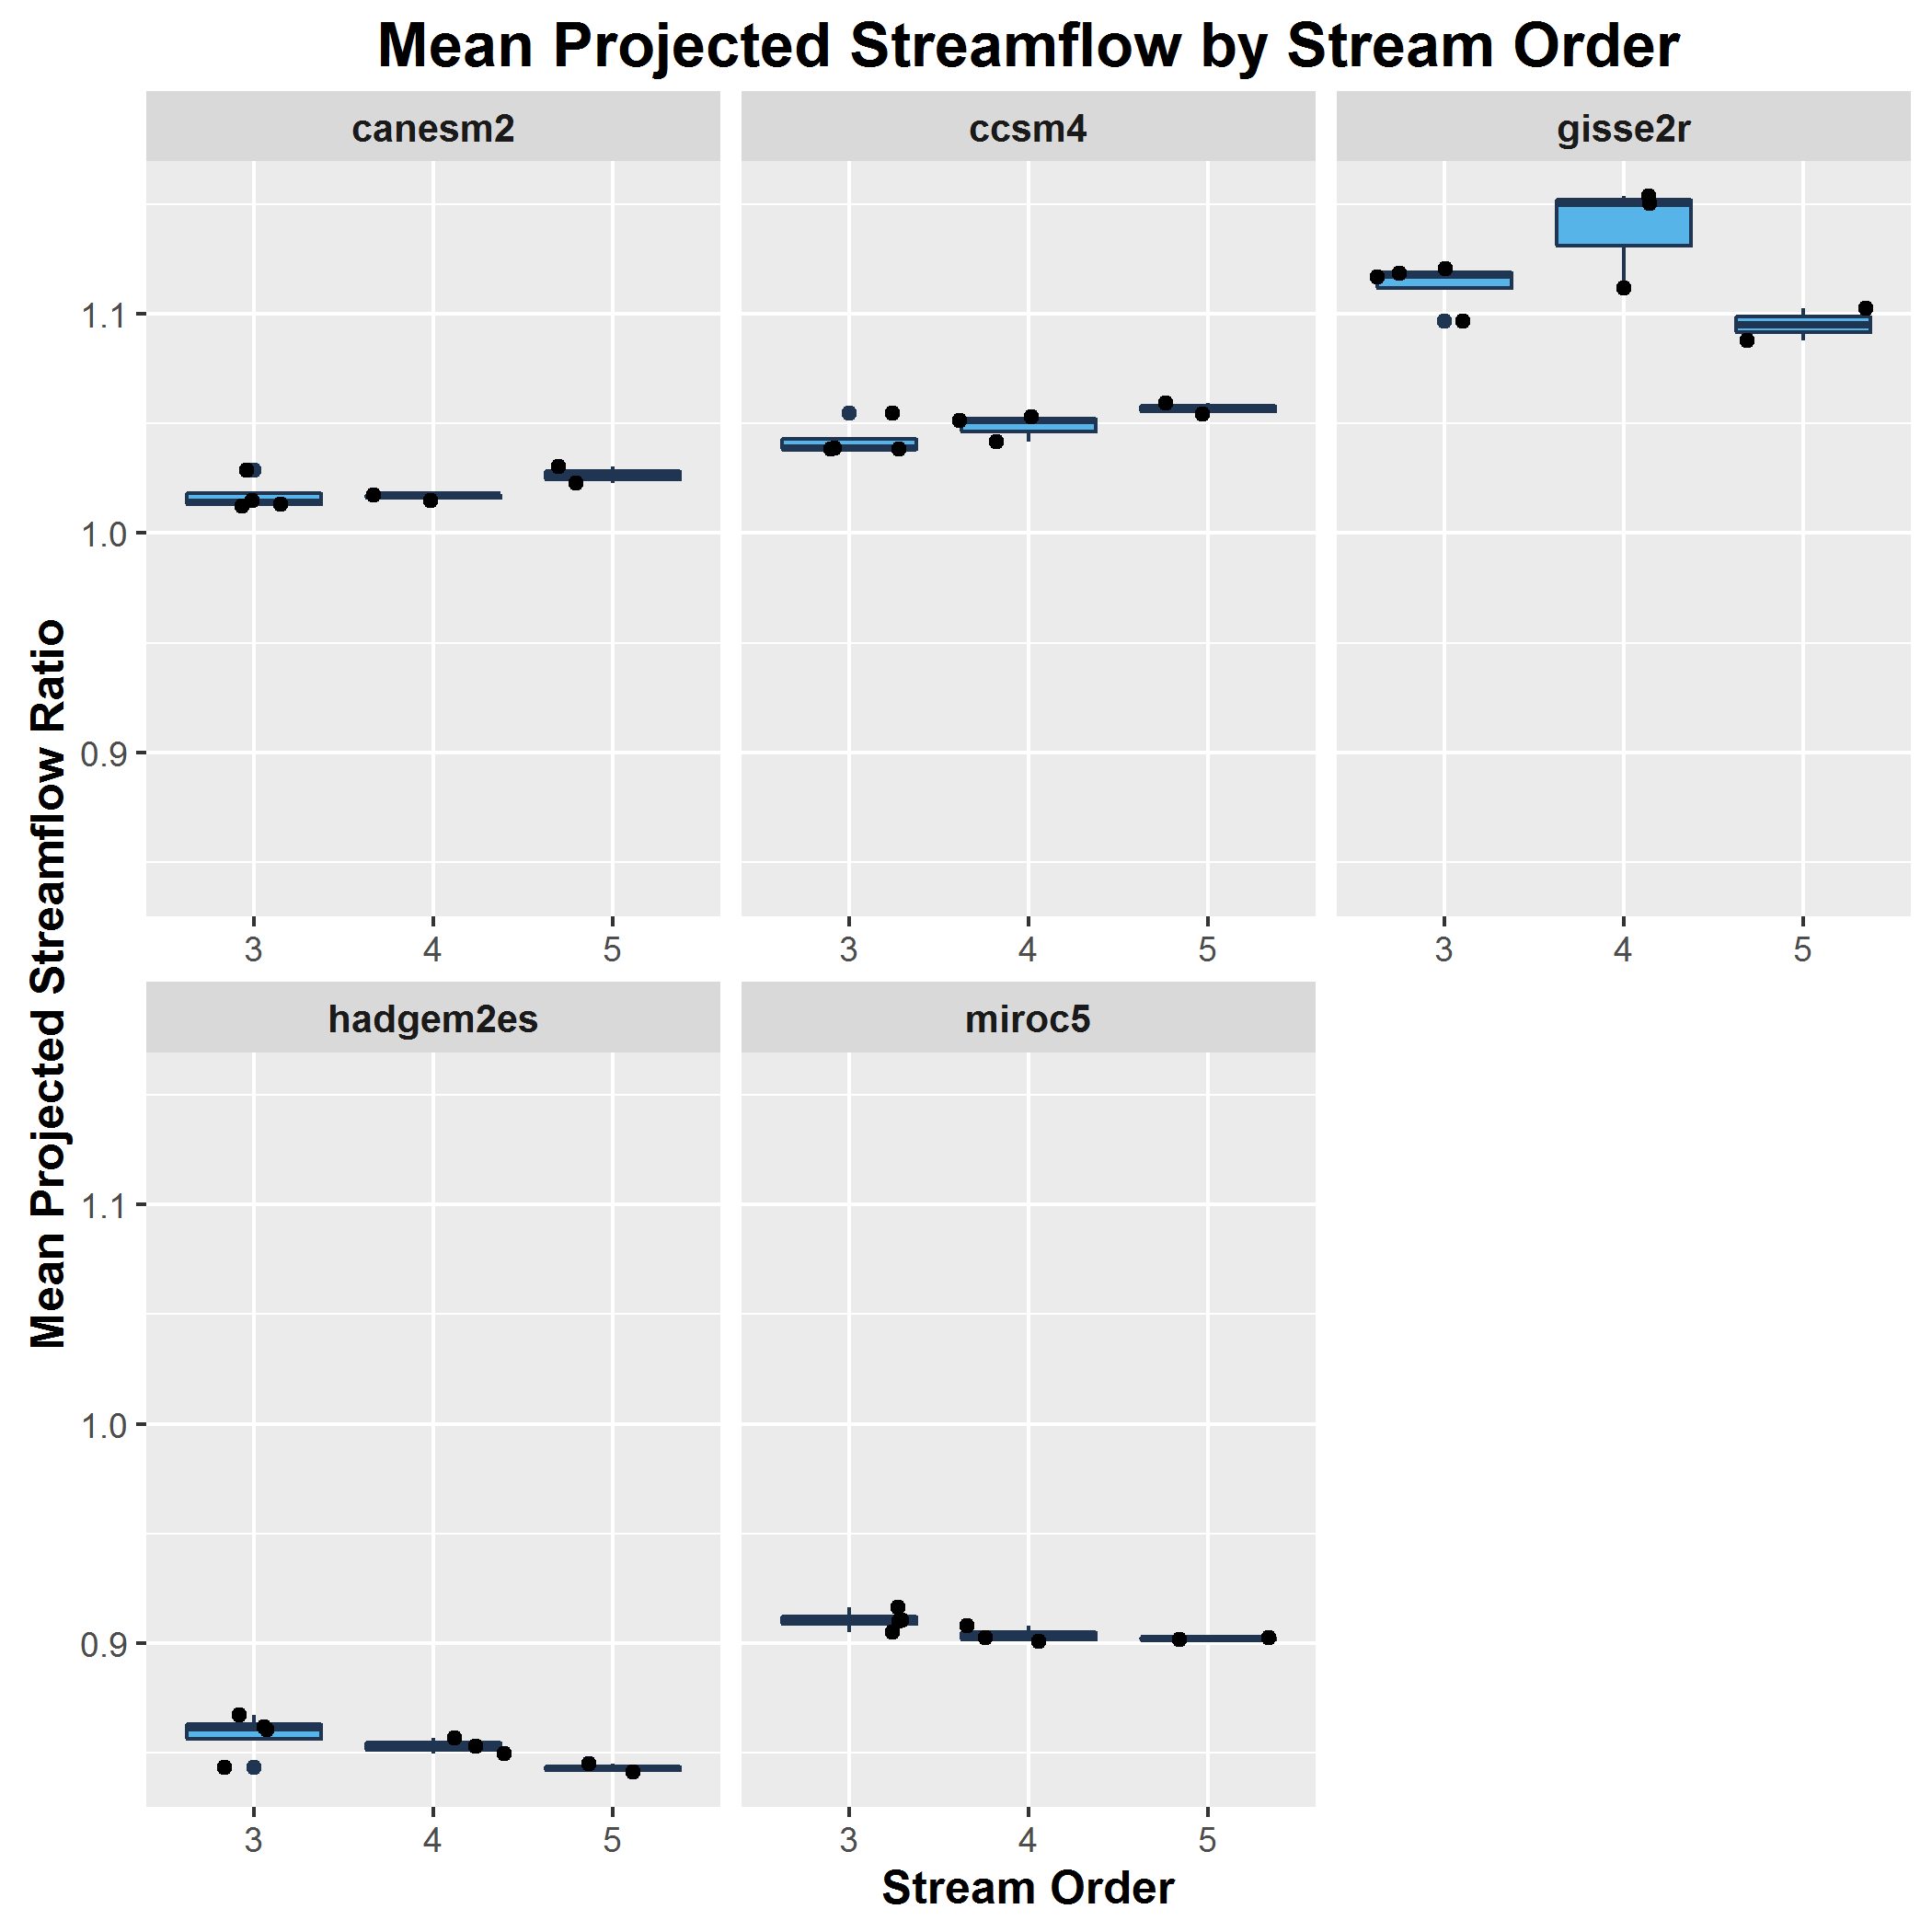 Mean Projected Streamflow by Stream Order
canesm2 ccsm4 gisse2r
1.1
1.0
0.9
3 4 5 3 4 5 3 4 5
Mean Projected Streamflow Ratio
hadgem2es miroc5
1.1
1.0
0.9
3 4 5 3 4 5
Stream Order